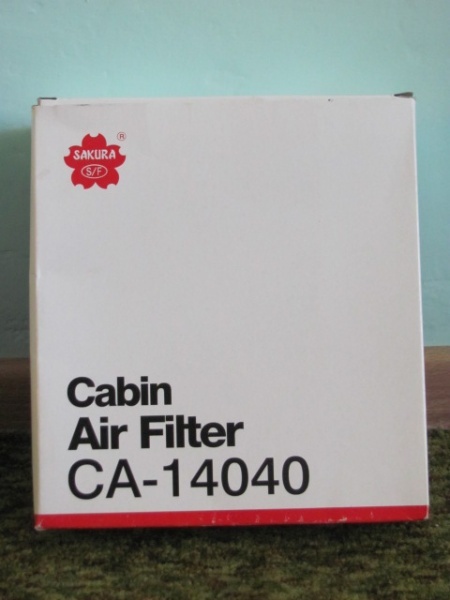 ®
SAKURA
S/F
Cabin
Air Filter
CA-14040